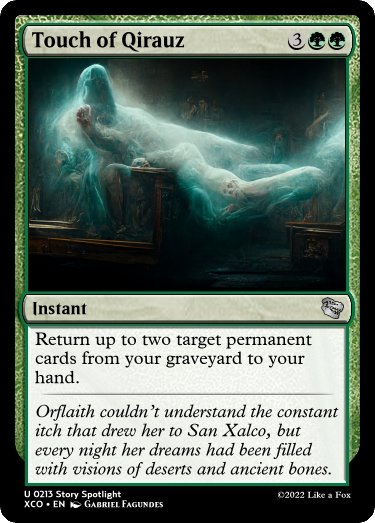 Touch of Qirauz 3
Instant
Return up to two target permanent
cards from your graveyard to your
hand.
Orflaith couldn't understand the constant
itch that drew her to San Xalco, but
every night her dreams had been filled
with visions of deserts and ancient bones.
U 0213 Story Spotlight
XCO • EN Gabriel Fagundes
©2022 Like a Fox